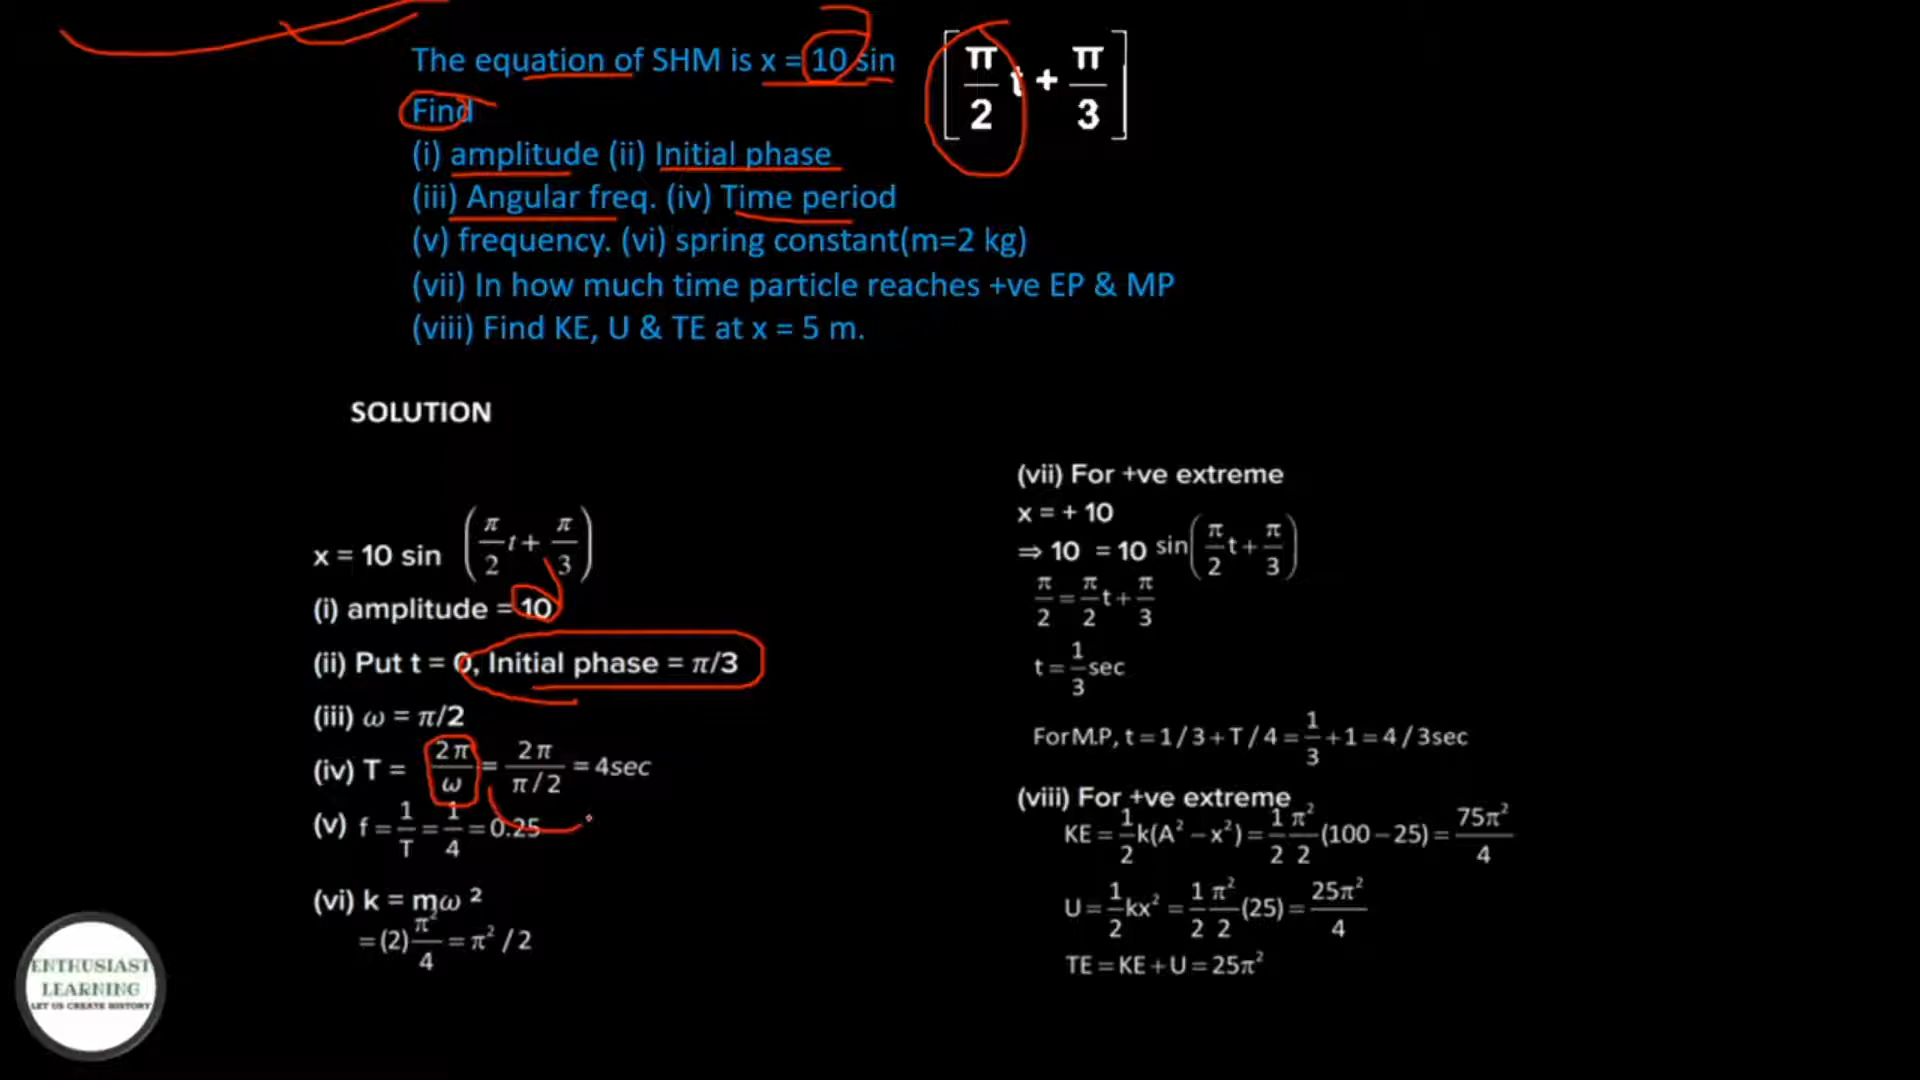 The equation of SHM is x = 10 sin [π/2 t + π/3]
Find
(i) amplitude (ii) Initial phase
(iii) Angular freq. (iv) Time period
(v) frequency. (vi) spring constant(m=2 kg)
(vii) In how much time particle reaches +ve EP & MP
(viii) Find KE, U & TE at x = 5 m.
SOLUTION
x = 10 sin (π/2 t + π/3)
(i) amplitude = 10
(ii) Put t = 0, Initial phase = π/3
(iii) ω = π/2
(iv) T = 2π/ω = 2π/π/2 = 4sec
(v) f = 1/T = 1/4 = 0.25
(vi) k = mω ²
= (2) π²/4 = π² / 2
(vii) For +ve extreme
x = + 10
⇒ 10 = 10 sin(π/2 t + π/3)
π/2 = π/2 t + π/3
t = 1/3 sec
For M.P, t = 1/3 + T/4 = 1/3 + 1 = 4/3sec
(viii) For +ve extreme
KE = 1/2 k(A² − x²) = 1/2 π²/2 (100 − 25) = 75π²/4
U = 1/2 kx² = 1/2 π²/2 (25) = 25π²/4
TE = KE + U = 25π²
ENTHUSIAST
LEARNING
LET US CREATE HISTORY